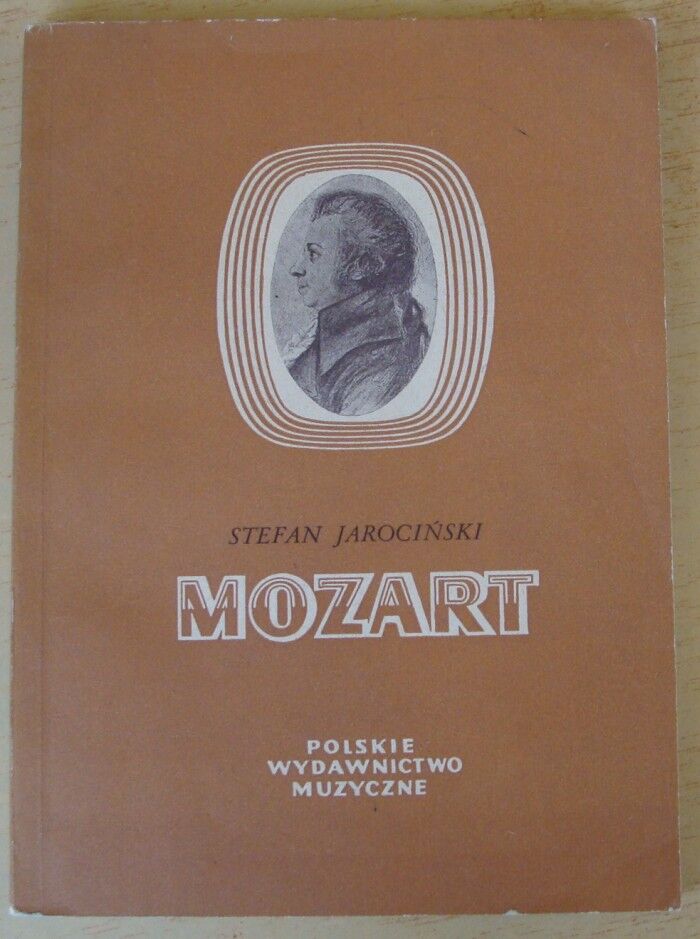 STEFAN JAROCIŃSKI
MOZART
POLSKIE
WYDAWNICTWO
MUZYCZNE